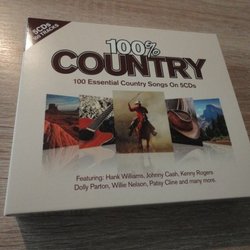 5CDs
100 TRACKS
100%
COUNTRY
100 Essential Country Songs On 5CDs
Featuring: Hank Williams, Johnny Cash, Kenny Rogers
Dolly Parton, Willie Nelson, Patsy Cline and many more.